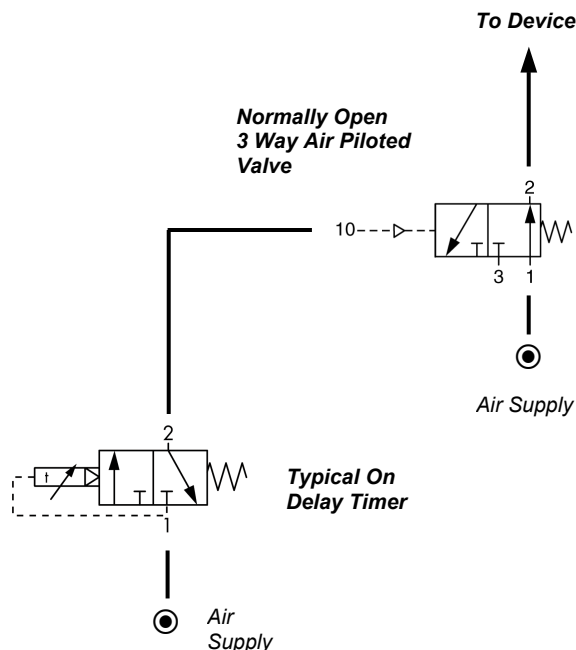 To Device
Normally Open
3 Way Air Piloted
Valve
2
10
3
1
Air Supply
2
t
Typical On
Delay Timer
1
Air
Supply